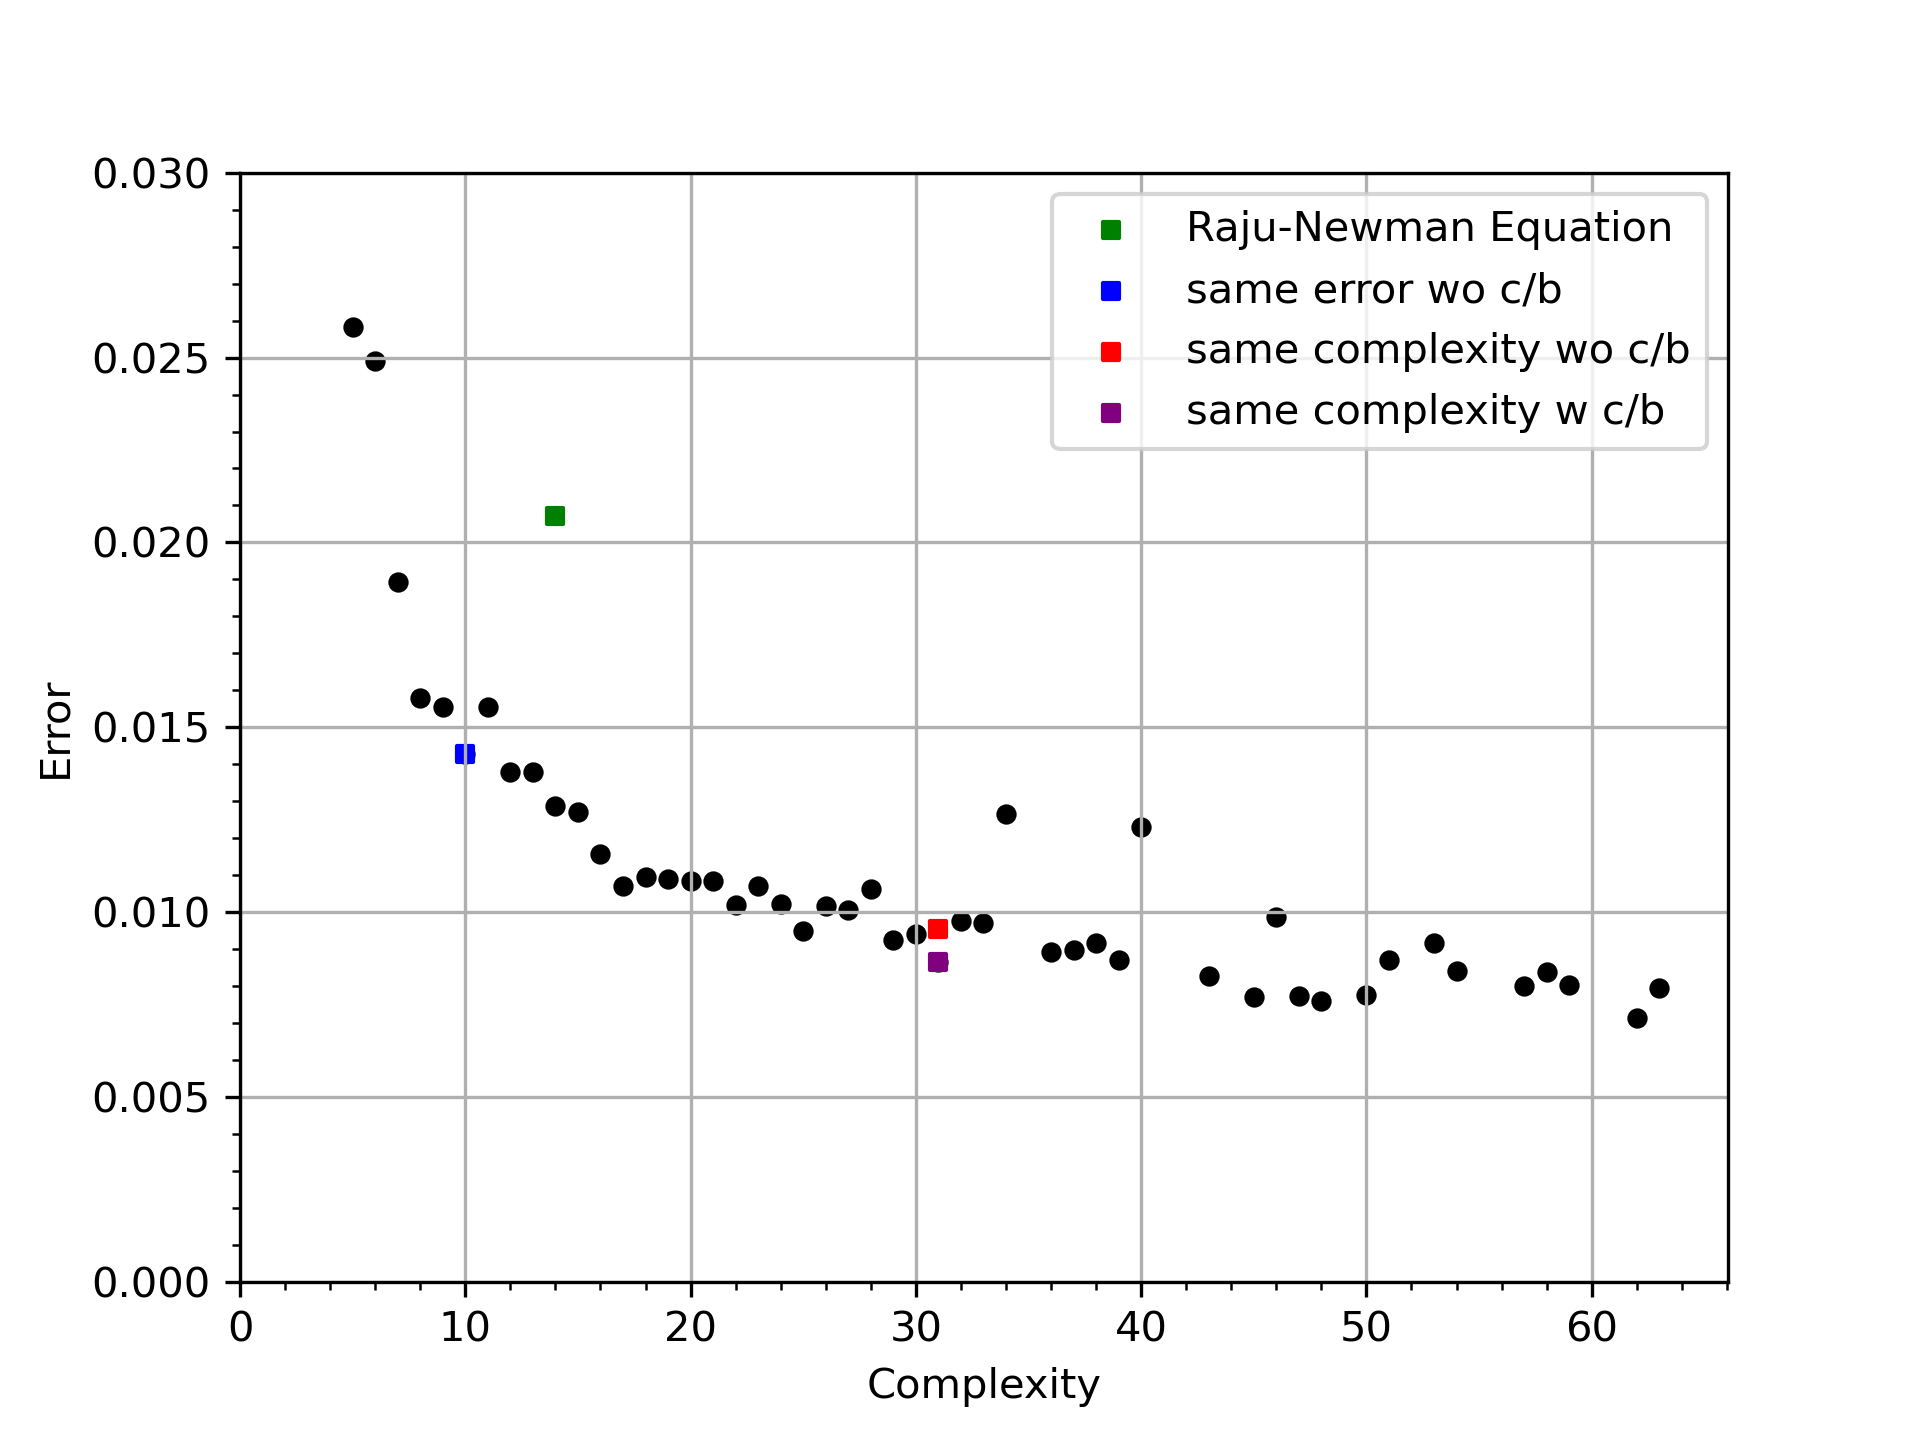 0.030
0.025
0.020
0.015
0.010
0.005
0.000
Error
0 10 20 30 40 50 60
Complexity
Raju-Newman Equation
same error wo c/b
same complexity wo c/b
same complexity w c/b